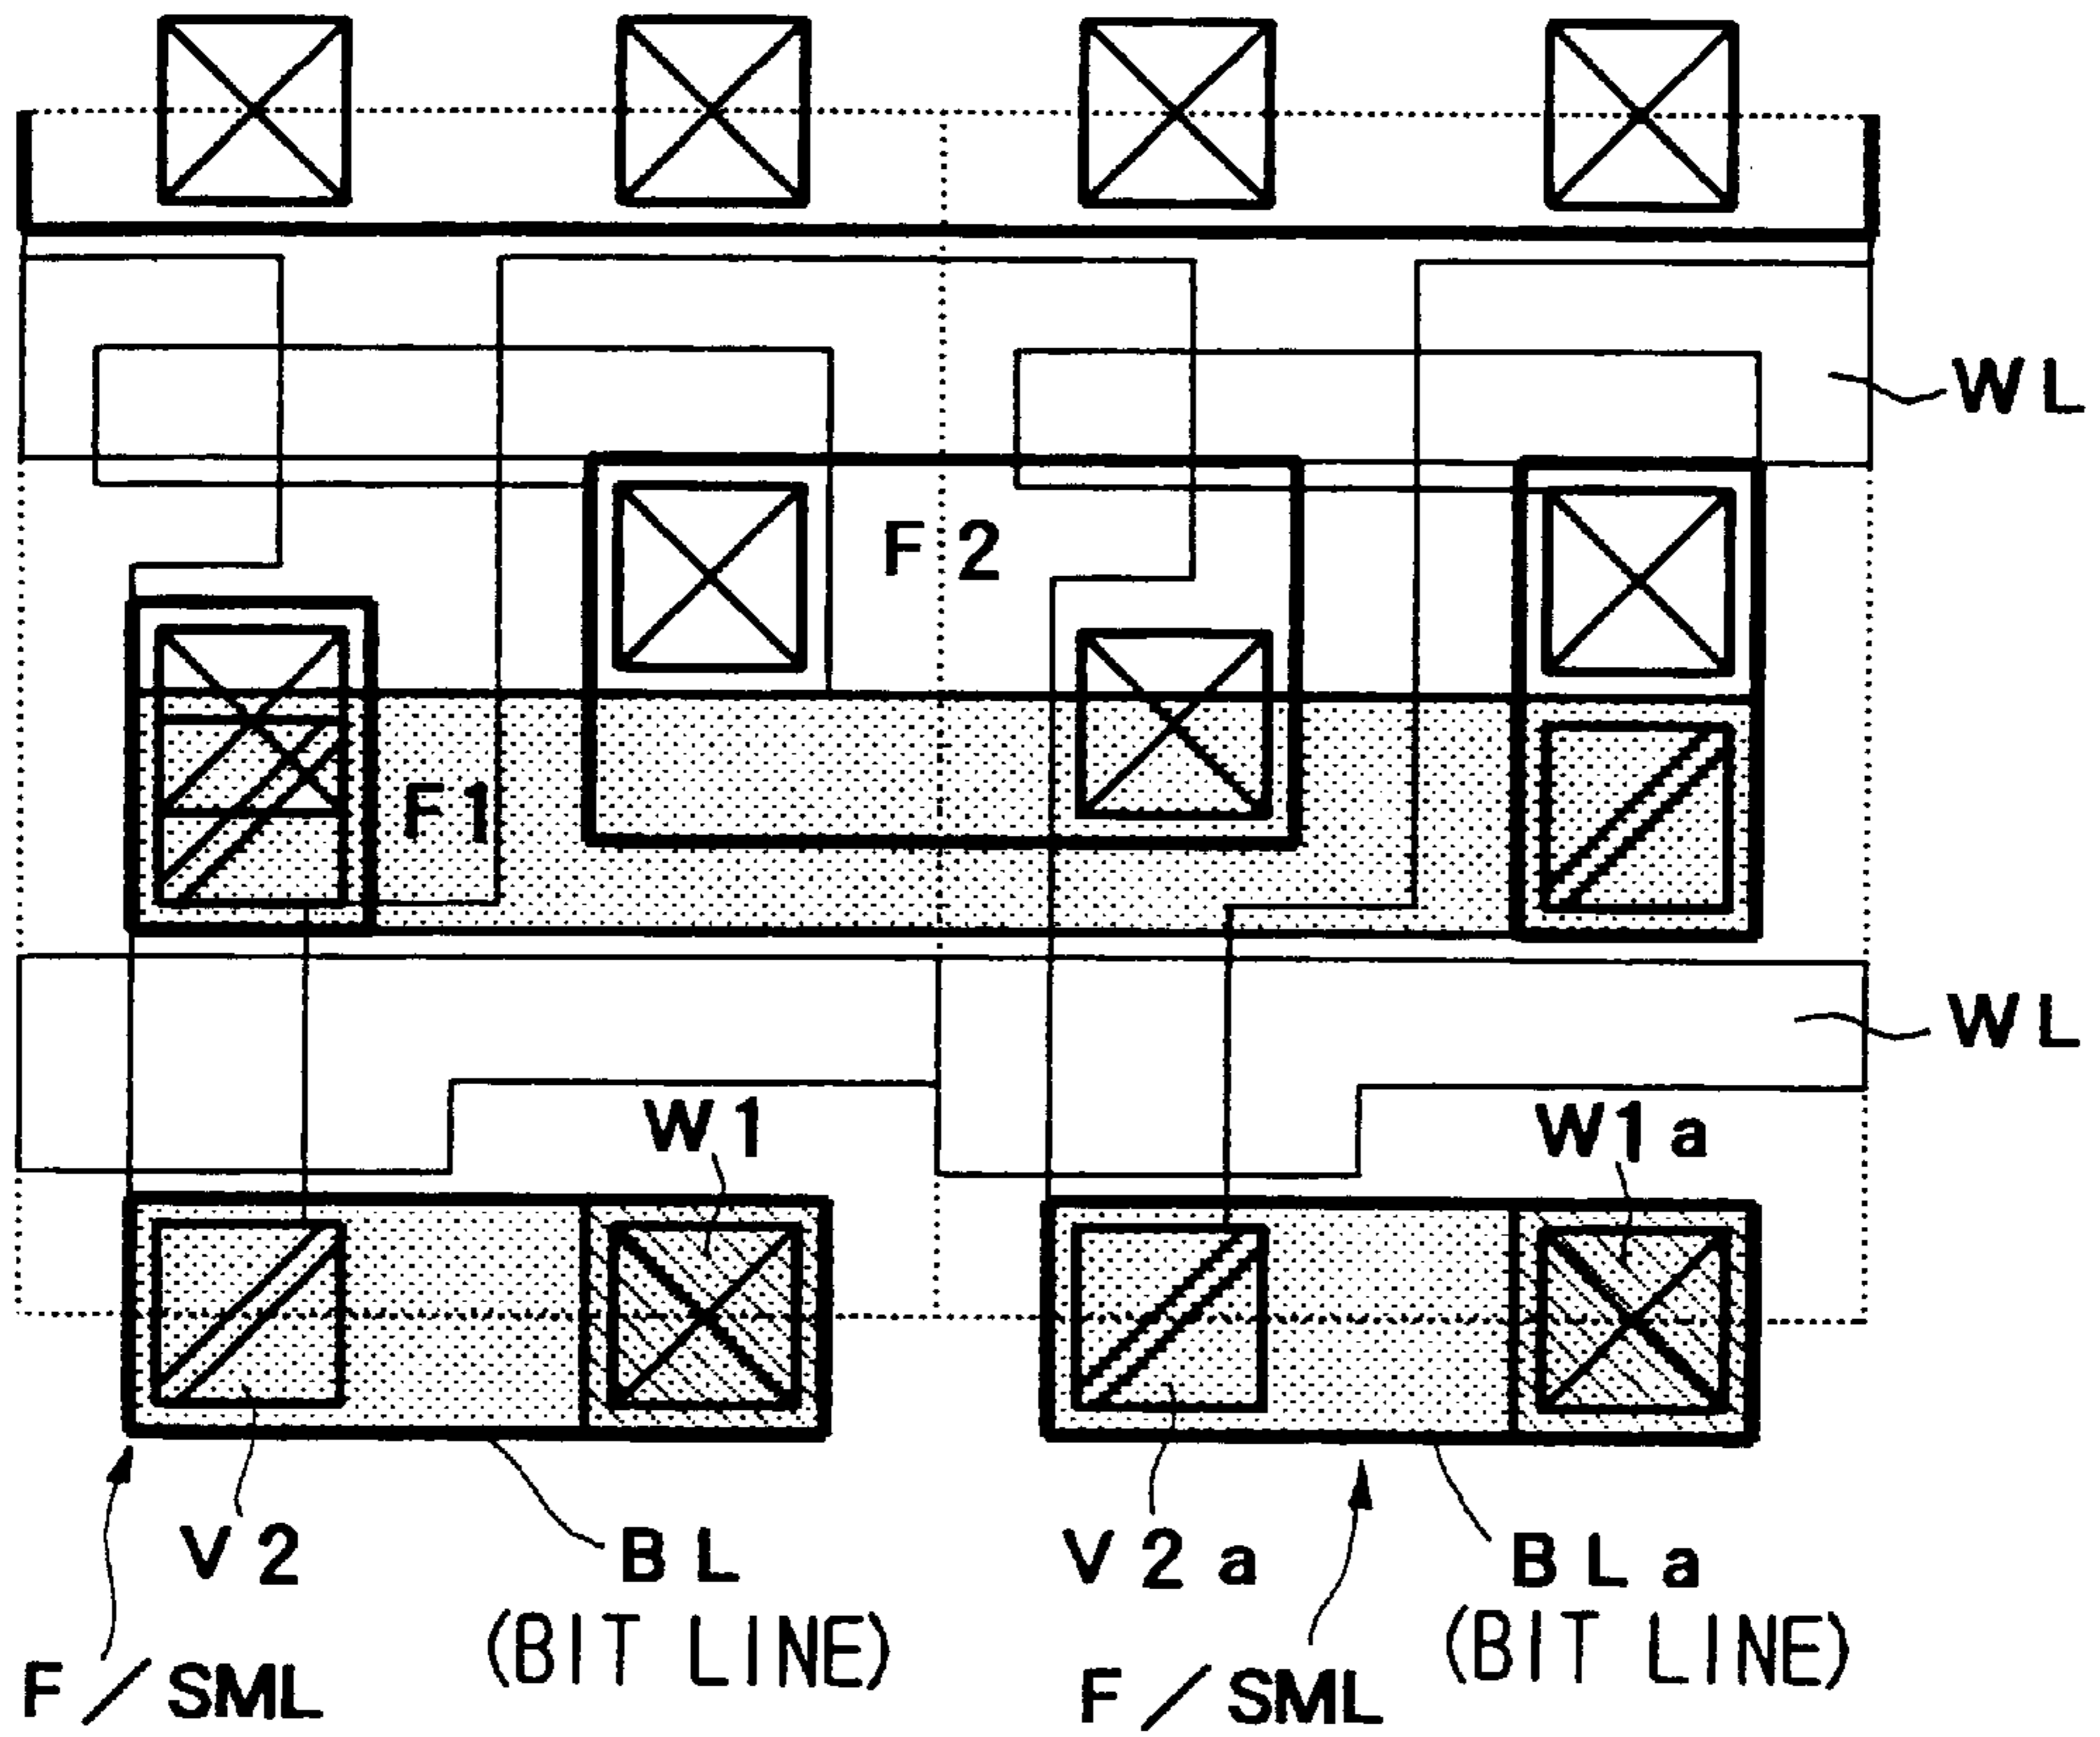 WL
F2
F1
WL
W1
W1a
V2
BL
V2a
BLa
(BIT LINE)
(BIT LINE)
F/SML
F/SML